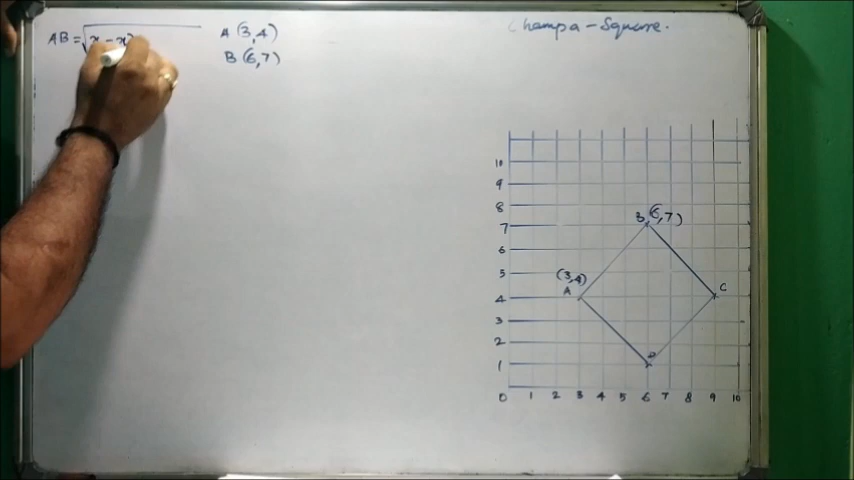 Champa - Square.
AB = √x - x
A (3,4)
B (6,7)
10
9
8
7
6
5
4
3
2
1
B (6,7)
(3,4)
A
C
D
0 1 2 3 4 5 6 7 8 9 10